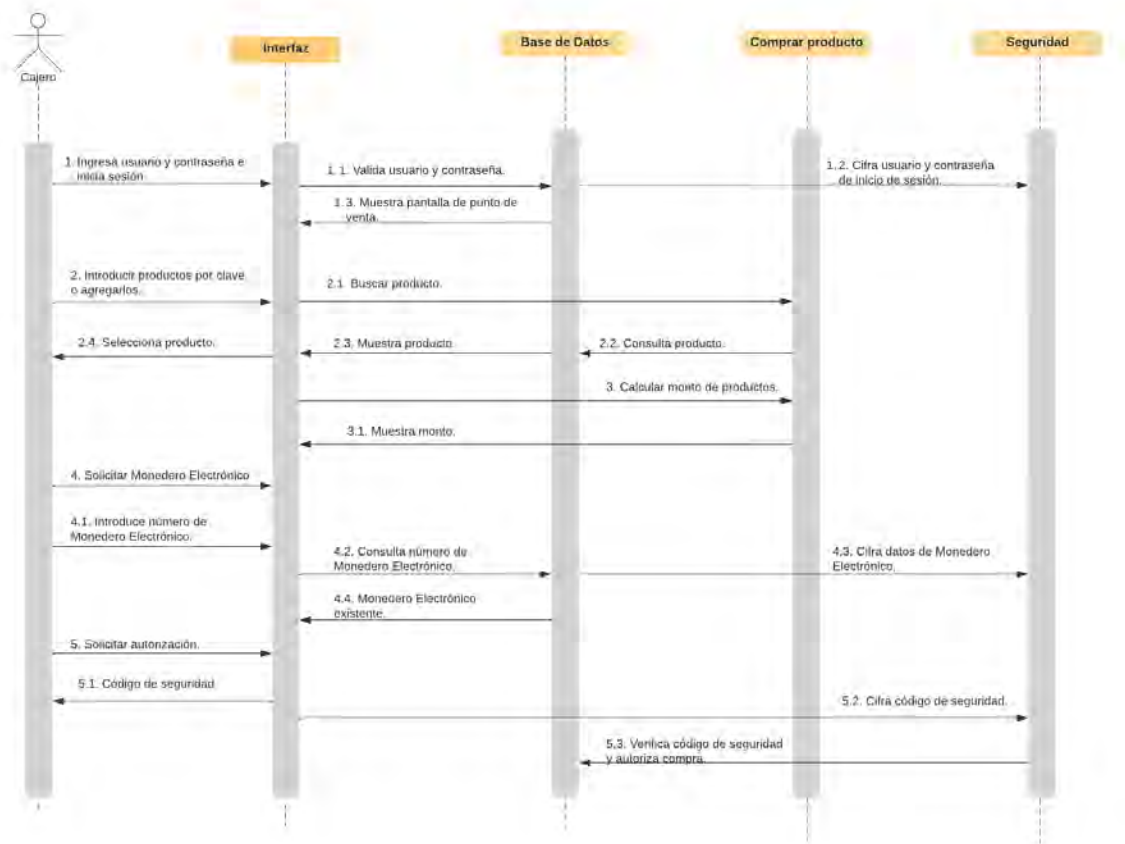 Cajero
Interfaz
Base de Datos
Comprar producto
Seguridad
1. Ingresa usuario y contraseña e
inicia sesión
1. 1. Valida usuario y contraseña.
1. 2. Cifra usuario y contraseña
de inicio de sesión.
1. 3. Muestra pantalla de punto de
venta.
2. Introducir productos por clave
o agregarlos.
2.1. Buscar producto.
2.4. Selecciona producto.
2.3. Muestra producto.
2.2. Consulta producto.
3. Calcular monto de productos.
3.1. Muestra monto.
4. Solicitar Monedero Electrónico
4.1. Introduce número de
Monedero Electrónico.
4.2. Consulta número de
Monedero Electrónico.
4.3. Cifra datos de Monedero
Electrónico.
4.4. Monedero Electrónico
existente.
5. Solicitar autorización.
5.1. Código de seguridad
5.2. Cifra código de seguridad.
5.3. Verifica código de seguridad
y autoriza compra.